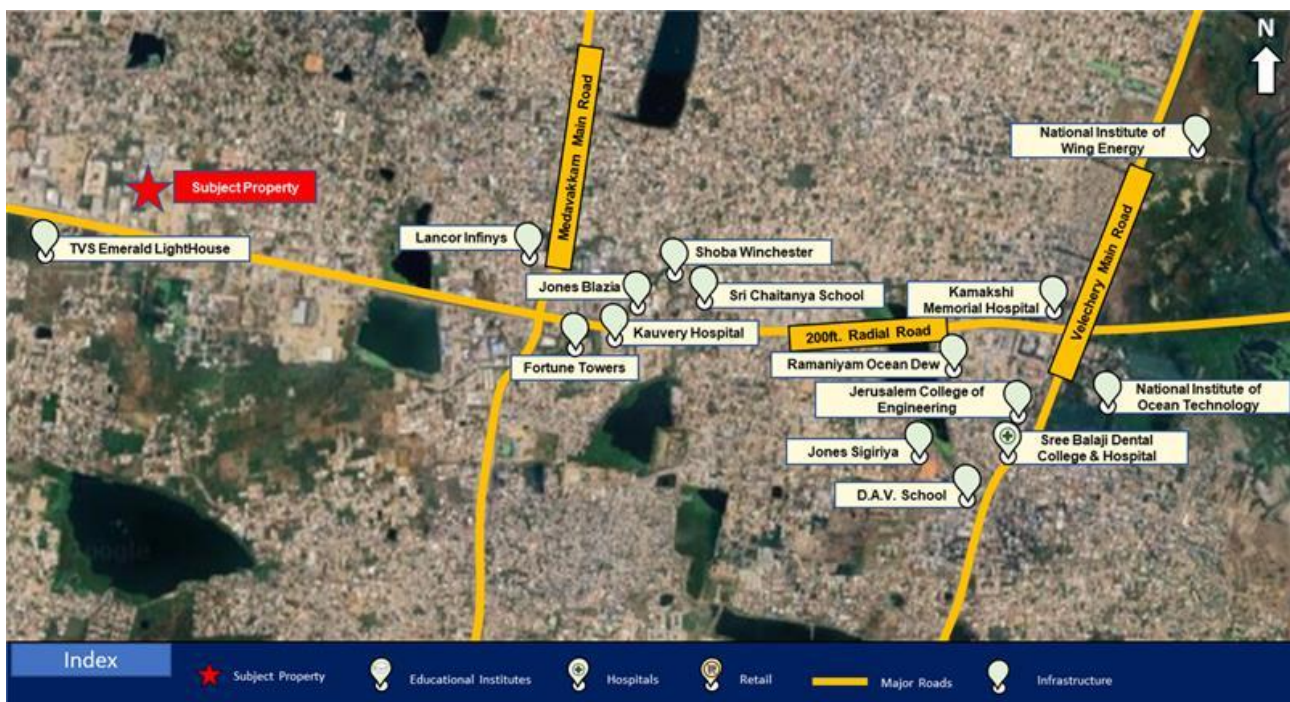 N
National Institute of
Wing Energy
Medavakkam Main Road
Subject Property
Velechery Main Road
TVS Emerald LightHouse
Lancor Infinys
Shoba Winchester
Jones Blazia
Sri Chaitanya School
Kamakshi
Memorial Hospital
Kauvery Hospital
200ft. Radial Road
Fortune Towers
Ramaniyam Ocean Dew
Jerusalem College of
Engineering
National Institute of
Ocean Technology
Jones Sigiriya
Sree Balaji Dental
College & Hospital
D.A.V. School
Google
Index
Subject Property
Educational Institutes
Hospitals
R
Retail
Major Roads
Infrastructure